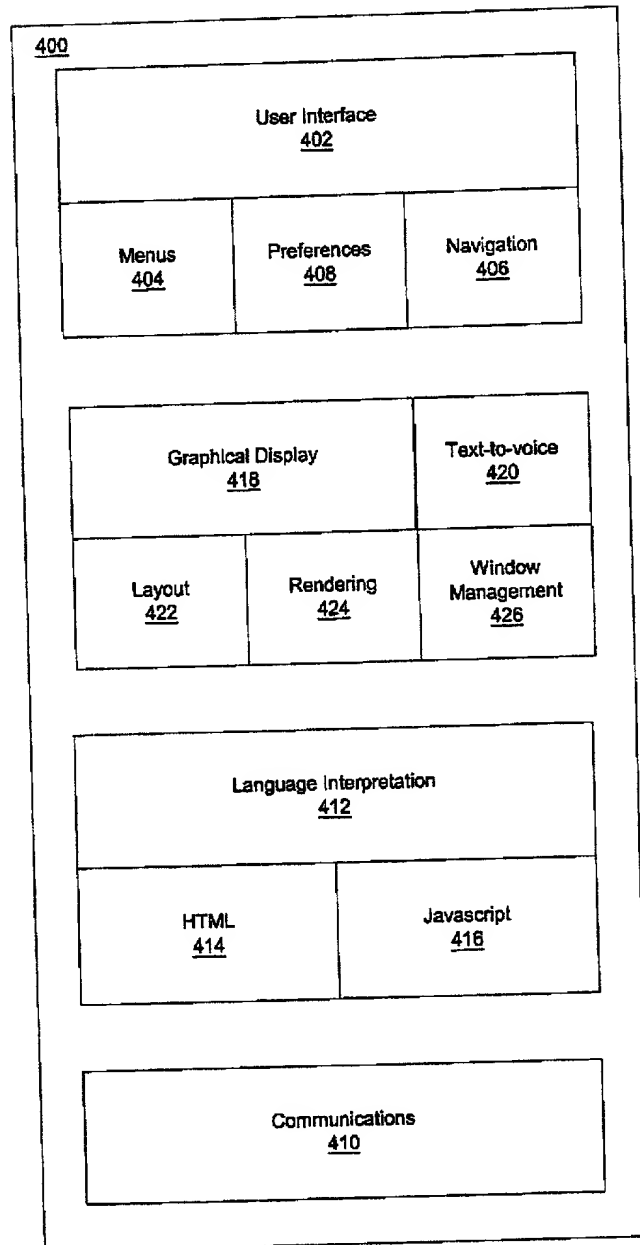 400
User Interface
402
Menus
404
Preferences
408
Navigation
406
Graphical Display
418
Text-to-voice
420
Layout
422
Rendering
424
Window
Management
426
Language Interpretation
412
HTML
414
Javascript
416
Communications
410